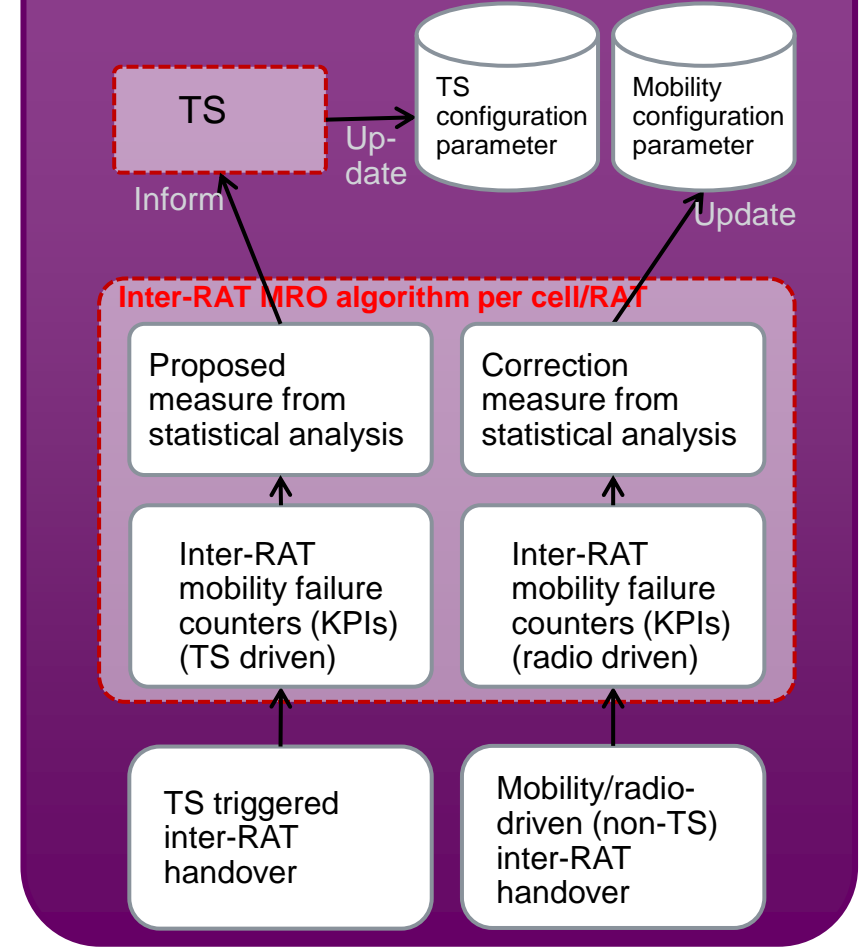 TS
Up-
date
TS
configuration
parameter
Mobility
configuration
parameter
Inform
Update
Inter-RAT MRO algorithm per cell/RAT
Proposed
measure from
statistical analysis
Correction
measure from
statistical analysis
Inter-RAT
mobility failure
counters (KPIs)
(TS driven)
Inter-RAT
mobility failure
counters (KPIs)
(radio driven)
TS triggered
inter-RAT
handover
Mobility/radio-
driven (non-TS)
inter-RAT
handover